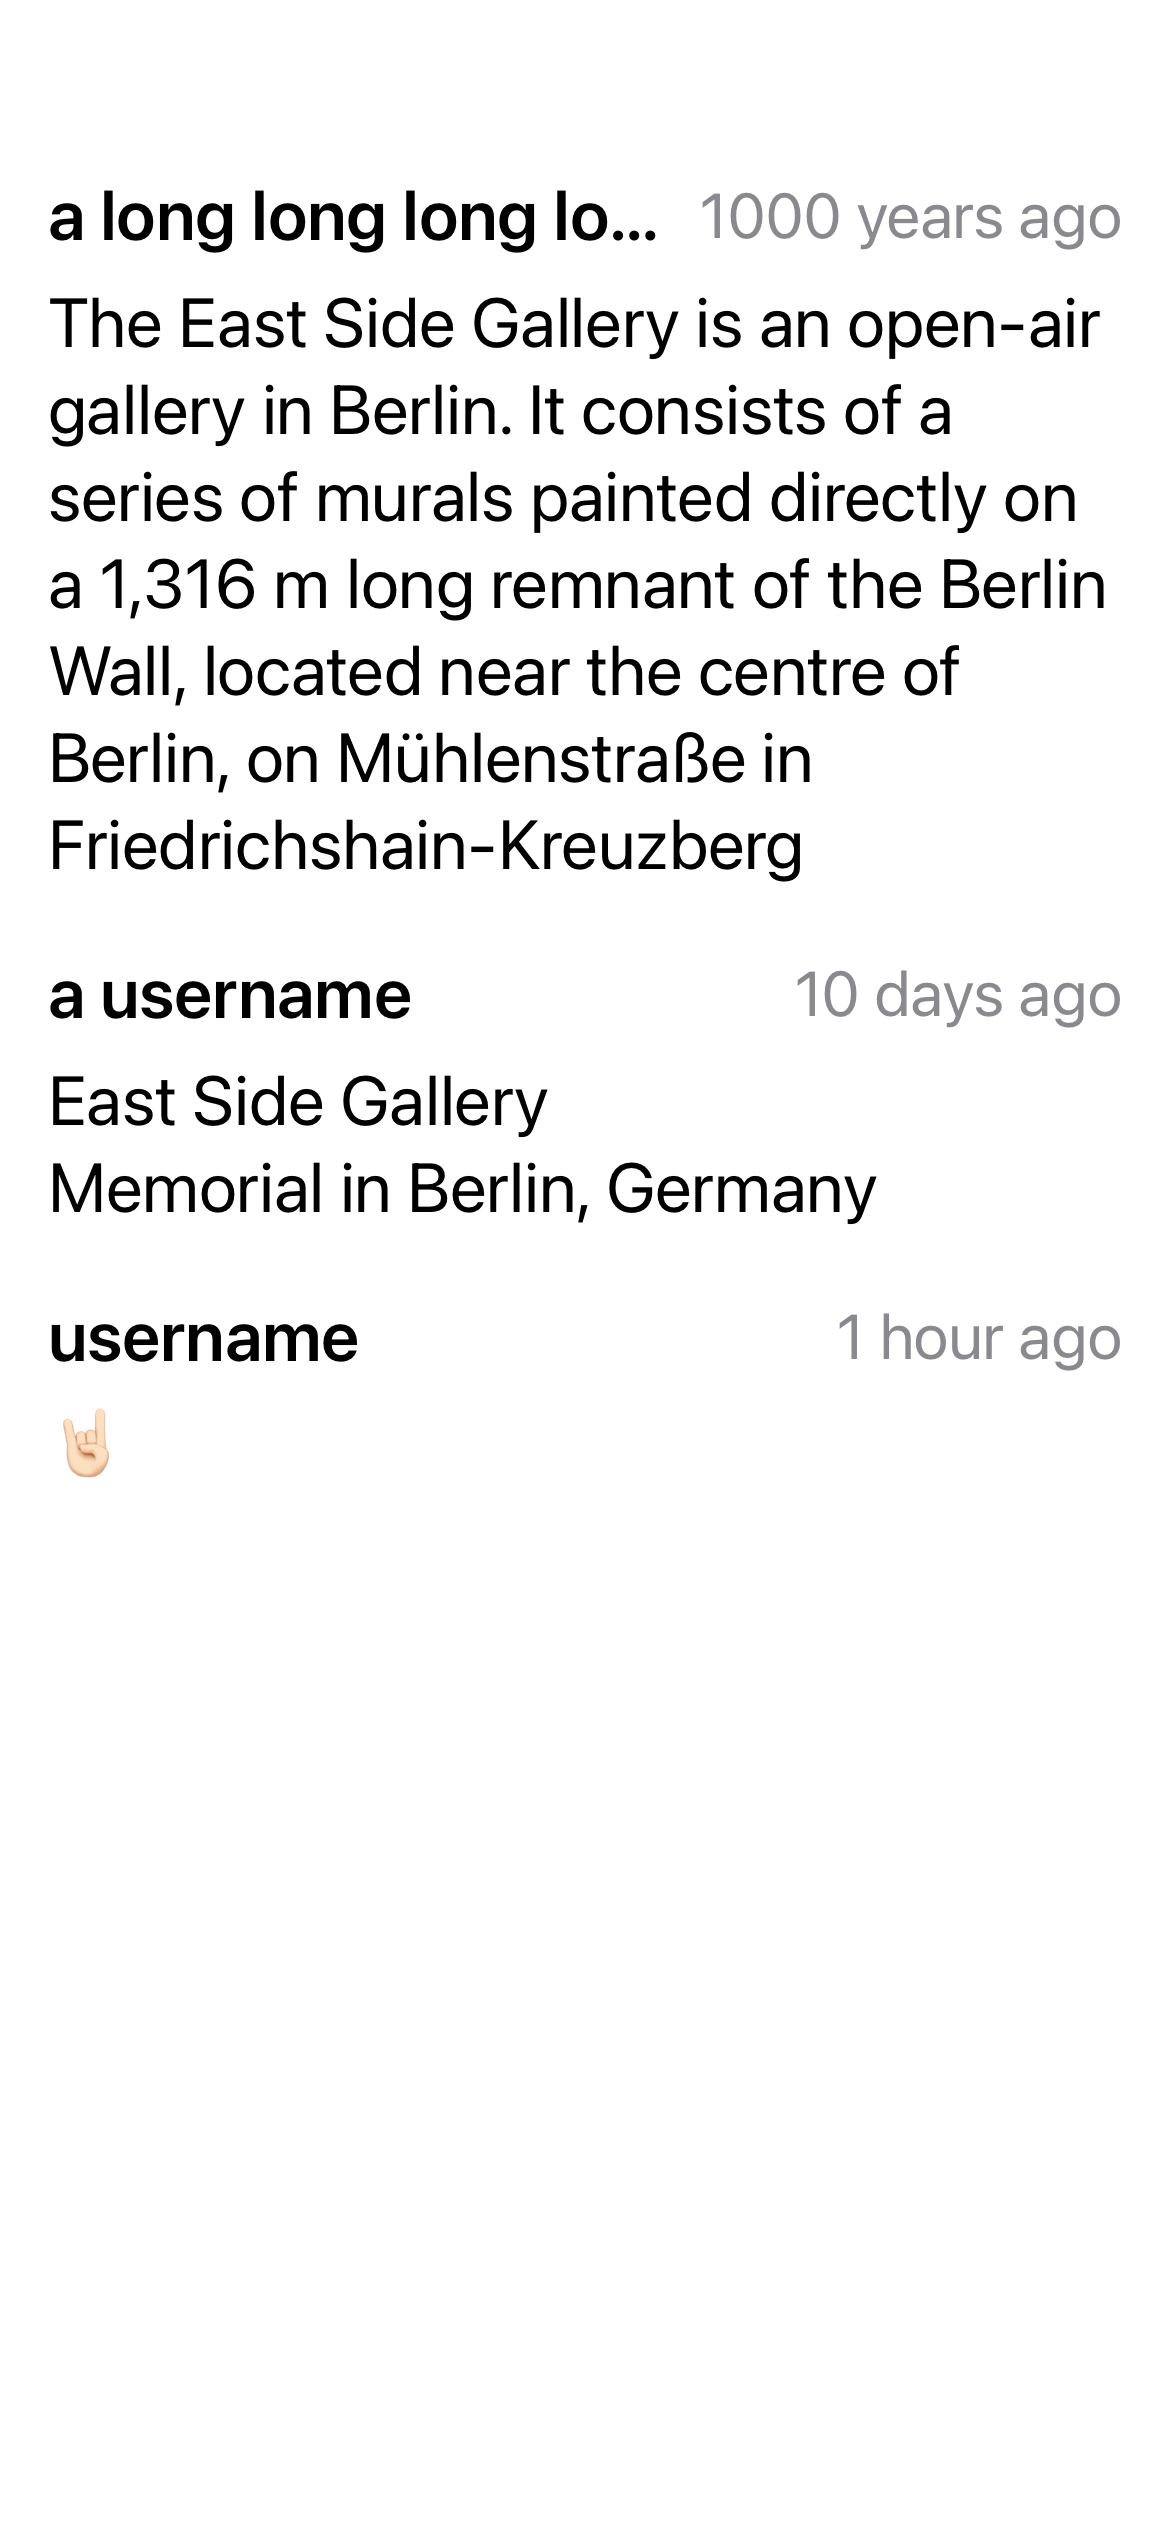 a long long long lo... 1000 years ago
The East Side Gallery is an open-air
gallery in Berlin. It consists of a
series of murals painted directly on
a 1,316 m long remnant of the Berlin
Wall, located near the centre of
Berlin, on Mühlenstraße in
Friedrichshain-Kreuzberg
a username 10 days ago
East Side Gallery
Memorial in Berlin, Germany
username 1 hour ago
🤘🏻